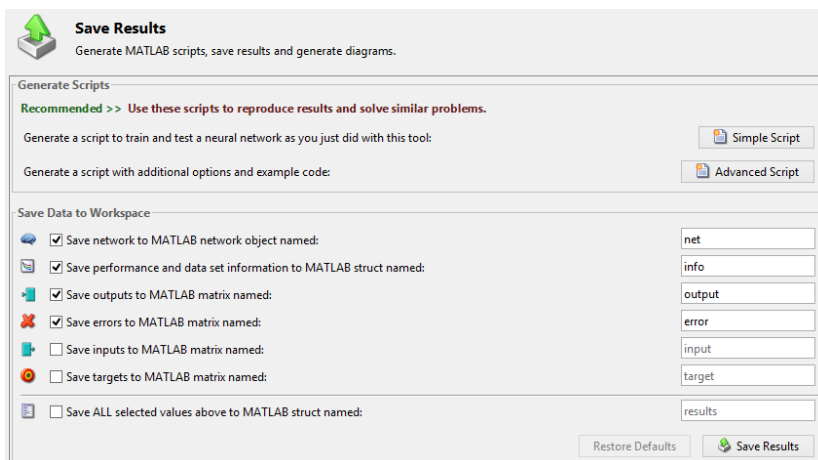 Save Results
Generate MATLAB scripts, save results and generate diagrams.
Generate Scripts
Recommended >> Use these scripts to reproduce results and solve similar problems.
Generate a script to train and test a neural network as you just did with this tool:
Simple Script
Generate a script with additional options and example code:
Advanced Script
Save Data to Workspace
Save network to MATLAB network object named:
net
Save performance and data set information to MATLAB struct named:
info
Save outputs to MATLAB matrix named:
output
Save errors to MATLAB matrix named:
error
Save inputs to MATLAB matrix named:
input
Save targets to MATLAB matrix named:
target
Save ALL selected values above to MATLAB struct named:
results
Restore Defaults
Save Results